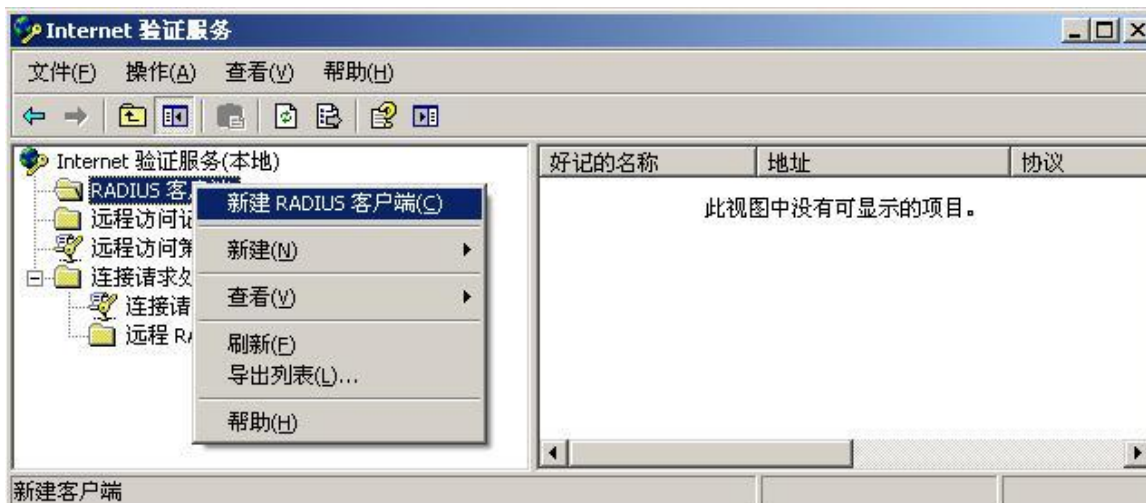 Internet 验证服务
文件(F) 操作(A) 查看(V) 帮助(H)
Internet 验证服务(本地)
RADIUS 客
远程访问记
远程访问策
连接请求处
连接请
远程 RA
新建 RADIUS 客户端(C)
新建(N)
查看(V)
刷新(F)
导出列表(L)...
帮助(H)
好记的名称 地址 协议
此视图中没有可显示的项目。
新建客户端